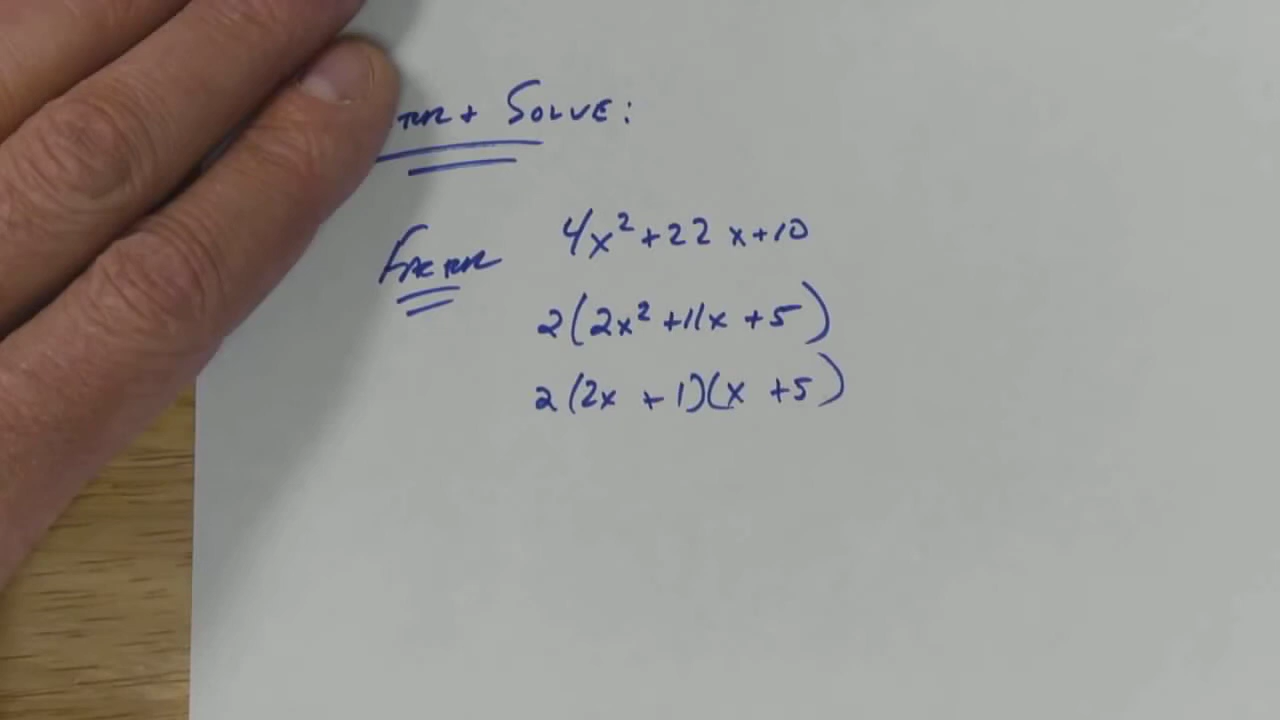 + SOLVE:
FACTOR 4x²+22x+10
2(2x²+11x+5)
2(2x+1)(x+5)